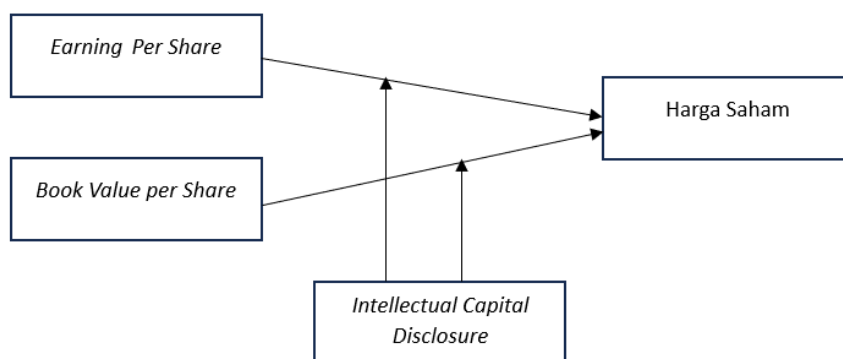 Earning Per Share
Harga Saham
Book Value per Share
Intellectual Capital
Disclosure